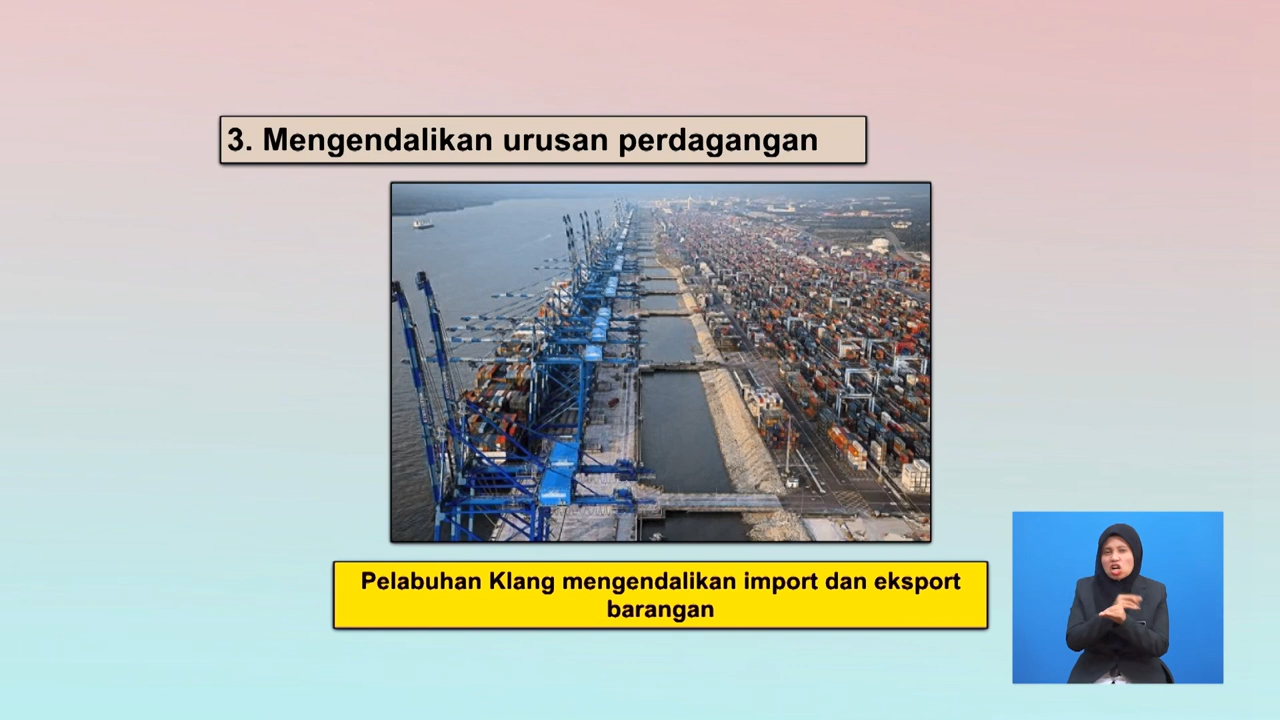 3. Mengendalikan urusan perdagangan
Pelabuhan Klang mengendalikan import dan eksport
barangan